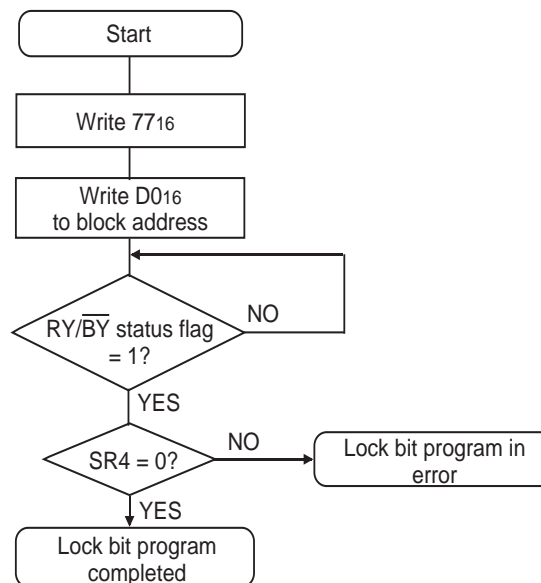 Start
Write 77₁₆
Write D0₁₆
to block address
RY/B̅Y̅ status flag
= 1?
NO
YES
SR4 = 0?
NO
Lock bit program in
error
YES
Lock bit program
completed